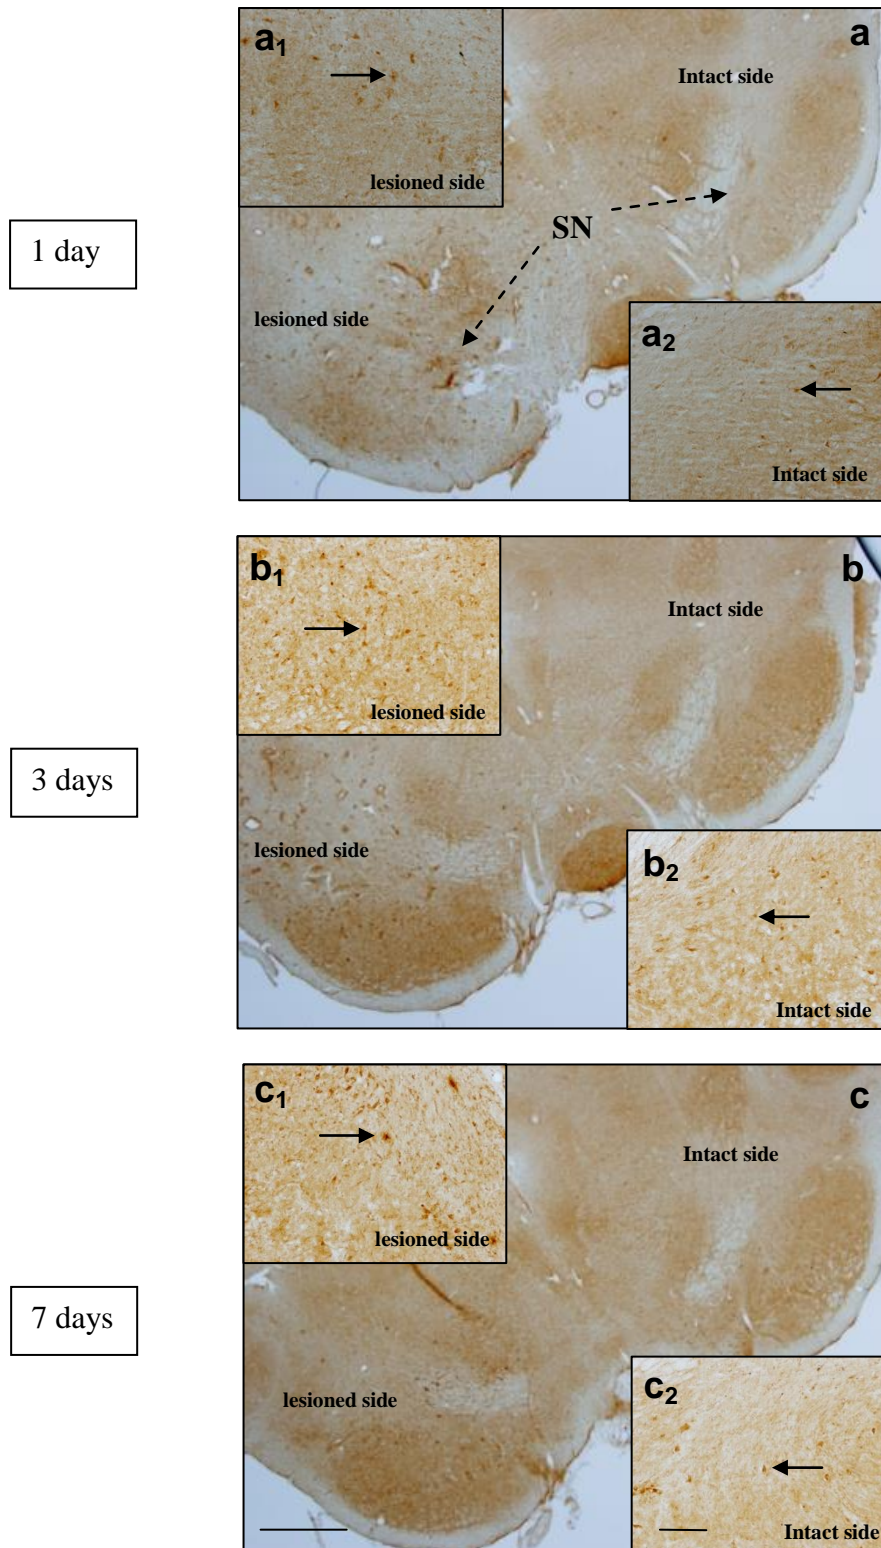 a1
a
Intact side
lesioned side
1 day
SN
lesioned side
a2
Intact side
b1
b
Intact side
lesioned side
3 days
lesioned side
b2
Intact side
c1
c
Intact side
lesioned side
7 days
lesioned side
c2
Intact side